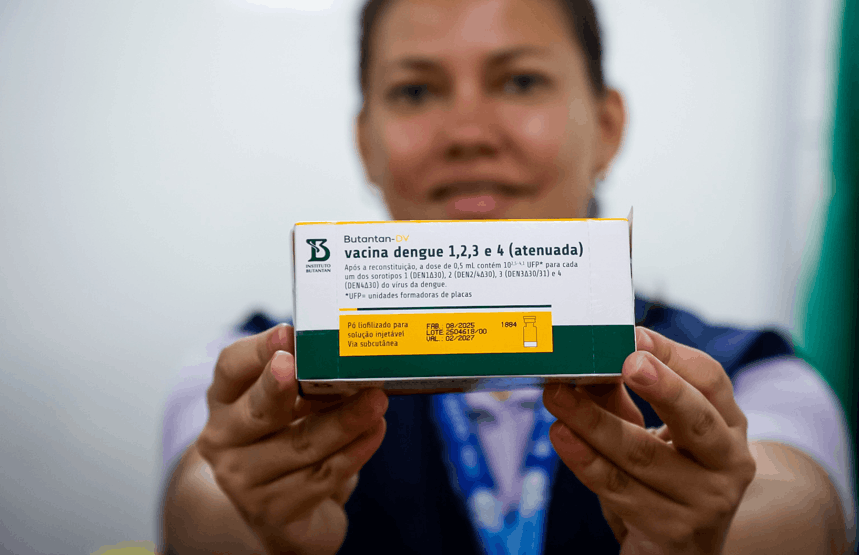 INSTITUTO
BUTANTAN
Butantan-DV
vacina dengue 1,2,3 e 4 (atenuada)
Após a reconstituição, a dose de 0,5 mL contém 10 UFP* para cada
um dos sorotipos 1 (DEN1Δ30), 2 (DEN2/4Δ30), 3 (DEN3Δ30/31) e 4
(DEN4Δ30) do vírus da dengue.
*UFP= unidades formadoras de placas
Pó liofilizado para
solução injetável
Via subcutânea
FAB. 08/2025
LOTE.2504618/00
VAL.: 02/2027
1884